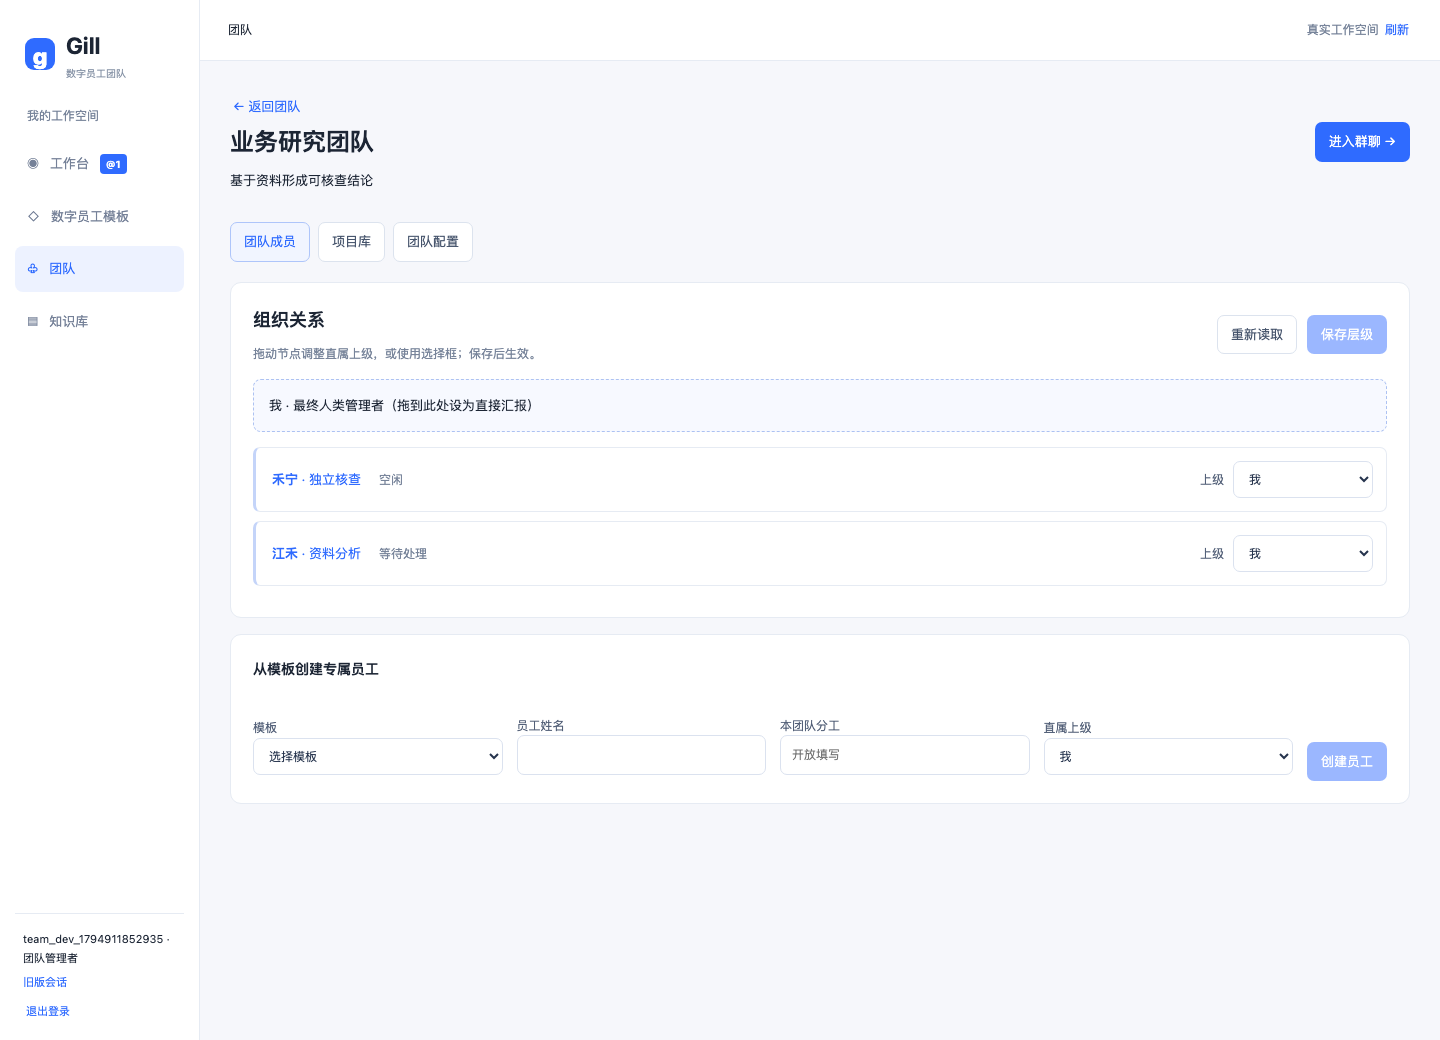 g
Gill
数字员工团队
我的工作空间
工作台 @1
数字员工模板
团队
知识库
team_dev_1794911852935 ·
团队管理者
旧版会话
退出登录
团队
真实工作空间 刷新
← 返回团队
业务研究团队
进入群聊 →
基于资料形成可核查结论
团队成员 项目库 团队配置
组织关系
重新读取 保存层级
拖动节点调整直属上级，或使用选择框；保存后生效。
我 · 最终人类管理者（拖到此处设为直接汇报）
禾宁 · 独立核查 空闲 上级 我
江禾 · 资料分析 等待处理 上级 我
从模板创建专属员工
模板 员工姓名 本团队分工 直属上级
选择模板 开放填写 我 创建员工